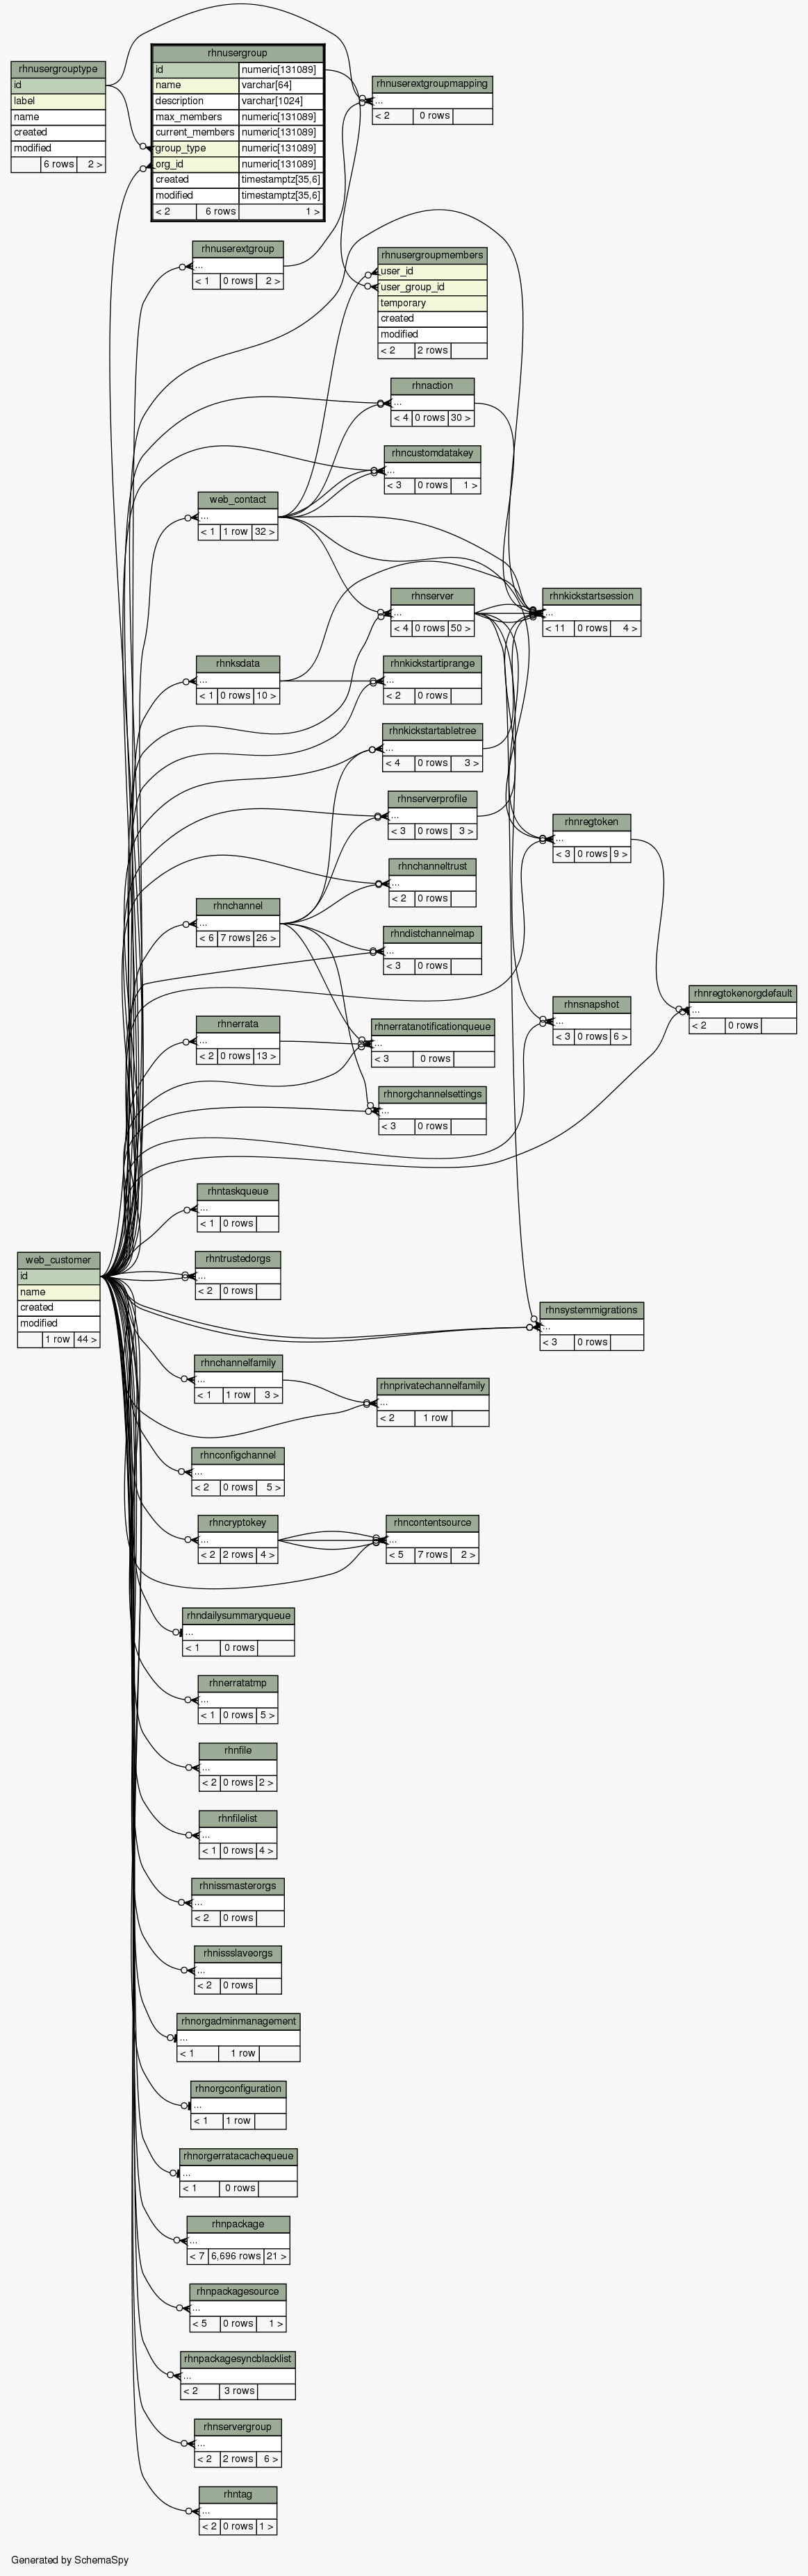 rhnusergrouptype
id
label
name
created
modified
6 rows 2 >
rhnusergroup
id numeric[131089]
name varchar[64]
description varchar[1024]
max_members numeric[131089]
current_members numeric[131089]
group_type numeric[131089]
org_id numeric[131089]
created timestamptz[35,6]
modified timestamptz[35,6]
< 2 6 rows 1 >
rhnuserextgroupmapping
...
< 2 0 rows
rhnuserextgroup
...
< 1 0 rows 2 >
rhnusergroupmembers
user_id
user_group_id
temporary
created
modified
< 2 2 rows
rhnaction
...
< 4 0 rows 30 >
rhncustomdatakey
...
< 3 0 rows 1 >
web_contact
...
< 1 1 row 32 >
rhnserver
...
< 4 0 rows 50 >
rhnkickstartsession
...
< 11 0 rows 4 >
rhnksdata
...
< 1 0 rows 10 >
rhnkickstartiprange
...
< 2 0 rows
rhnkickstartabletree
...
< 4 0 rows 3 >
rhnserverprofile
...
< 3 0 rows 3 >
rhnregtoken
...
< 3 0 rows 9 >
rhnchanneltrust
...
< 2 0 rows
rhnchannel
...
< 6 7 rows 26 >
rhndistchannelmap
...
< 3 0 rows
rhnregtokenorgdefault
...
< 2 0 rows
rhnsnapshot
...
< 3 0 rows 6 >
rhnerrata
...
< 2 0 rows 13 >
rhnerratanotificationqueue
...
< 3 0 rows
rhnorgchannelsettings
...
< 3 0 rows
rhntaskqueue
...
< 1 0 rows
web_customer
id
name
created
modified
1 row 44 >
rhntrustedorgs
...
< 2 0 rows
rhnsystemmigrations
...
< 3 0 rows
rhnchannelfamily
...
< 1 1 row 3 >
rhnprivatechannelfamily
...
< 2 1 row
rhnconfigchannel
...
< 2 0 rows 5 >
rhncryptokey
...
< 2 2 rows 4 >
rhncontentsource
...
< 5 7 rows 2 >
rhndailysummaryqueue
...
< 1 0 rows
rhnerratatmp
...
< 1 0 rows 5 >
rhnfile
...
< 2 0 rows 2 >
rhnfilelist
...
< 1 0 rows 4 >
rhnissmasterorgs
...
< 2 0 rows
rhnissslaveorgs
...
< 2 0 rows
rhnorgadminmanagement
...
< 1 1 row
rhnorgconfiguration
...
< 1 1 row
rhnorgerratacachequeue
...
< 1 0 rows
rhnpackage
...
< 7 6,696 rows 21 >
rhnpackagesource
...
< 5 0 rows 1 >
rhnpackagesyncblacklist
...
< 2 3 rows
rhnservergroup
...
< 2 2 rows 6 >
rhntag
...
< 2 0 rows 1 >
Generated by SchemaSpy